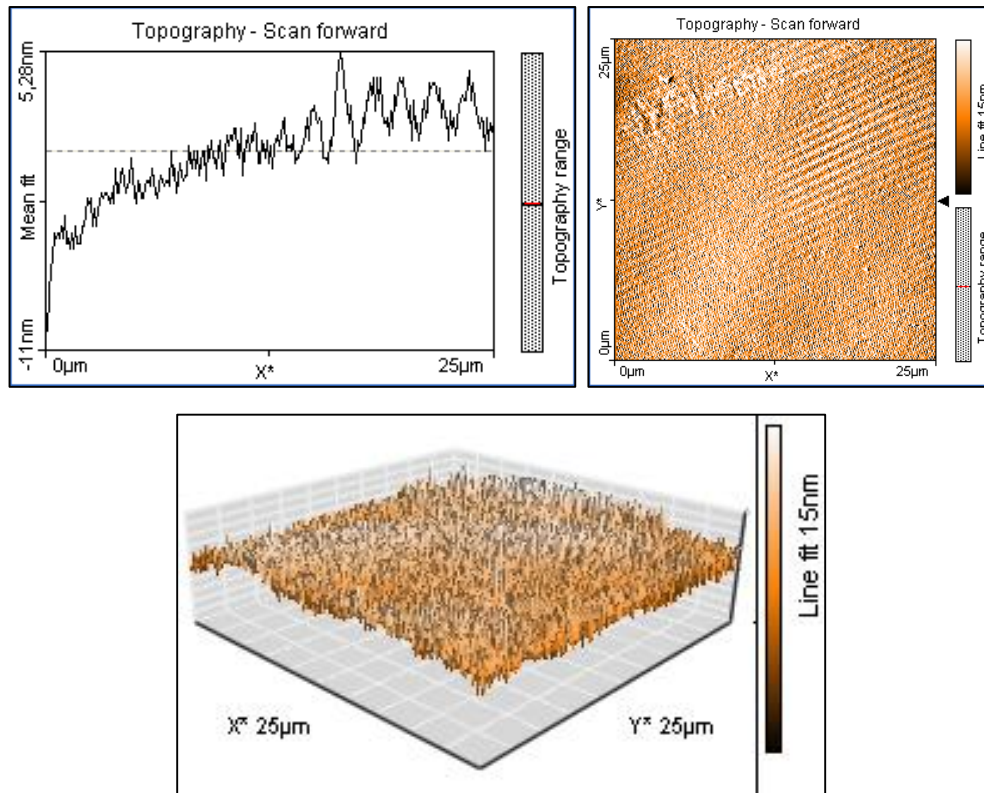 Topography - Scan forward
5,28nm
Mean fit
-11nm
0µm
X*
25µm
Topography range
Topography - Scan forward
25µm
Y*
0µm
0µm
X*
25µm
Line fit 15nm
Topography range
X* 25µm
Y* 25µm
Line fit 15nm